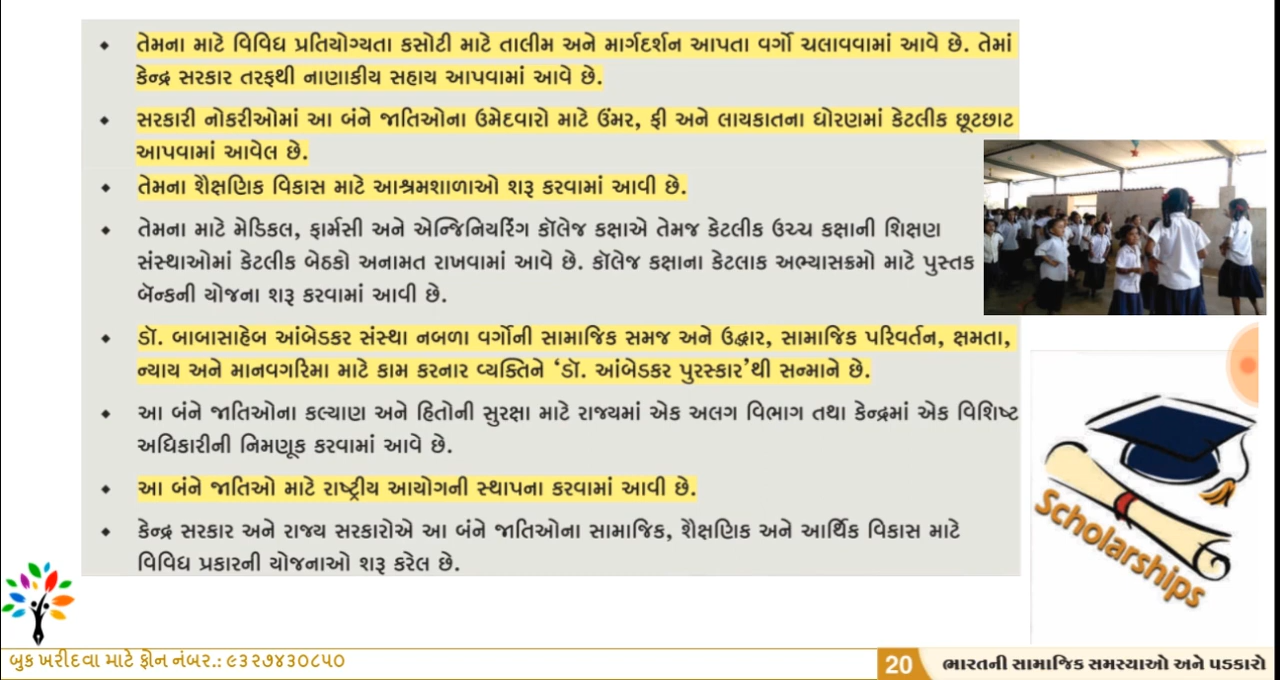 તેમના માટે વિવિધ પ્રતિયોગ્યતા કસોટી માટે તાલીમ અને માર્ગદર્શન આપતા વર્ગો ચલાવવામાં આવે છે. તેમાં
કેન્દ્ર સરકાર તરફથી નાણાકીય સહાય આપવામાં આવે છે.
સરકારી નોકરીઓમાં આ બંને જાતિઓના ઉમેદવારો માટે ઉંમર, ફી અને લાયકાતના ધોરણમાં કેટલીક છૂટછાટ
આપવામાં આવેલ છે.
તેમના શૈક્ષણિક વિકાસ માટે આશ્રમશાળાઓ શરૂ કરવામાં આવી છે.
તેમના માટે મેડિકલ, ફાર્મસી અને એન્જિનિયરિંગ કૉલેજ કક્ષાએ તેમજ કેટલીક ઉચ્ચ કક્ષાની શિક્ષણ
સંસ્થાઓમાં કેટલીક બેઠકો અનામત રાખવામાં આવે છે. કૉલેજ કક્ષાના કેટલાક અભ્યાસક્રમો માટે પુસ્તક
બૅન્કની યોજના શરૂ કરવામાં આવી છે.
ડૉ. બાબાસાહેબ આંબેડકર સંસ્થા નબળા વર્ગોની સામાજિક સમજ અને ઉદ્ધાર, સામાજિક પરિવર્તન, ક્ષમતા,
ન્યાય અને માનવગરિમા માટે કામ કરનાર વ્યક્તિને ‘ડૉ. આંબેડકર પુરસ્કાર’થી સન્માને છે.
આ બંને જાતિઓના કલ્યાણ અને હિતોની સુરક્ષા માટે રાજ્યમાં એક અલગ વિભાગ તથા કેન્દ્રમાં એક વિશિષ્ટ
અધિકારીની નિમણૂક કરવામાં આવે છે.
આ બંને જાતિઓ માટે રાષ્ટ્રીય આયોગની સ્થાપના કરવામાં આવી છે.
કેન્દ્ર સરકાર અને રાજ્ય સરકારોએ આ બંને જાતિઓના સામાજિક, શૈક્ષણિક અને આર્થિક વિકાસ માટે
વિવિધ પ્રકારની યોજનાઓ શરૂ કરેલ છે.
Scholarships
બુક ખરીદવા માટે ફોન નંબર.: ૯૩૨૭૪૩૦૮૫૦
20 ભારતની સામાજિક સમસ્યાઓ અને પડકારો